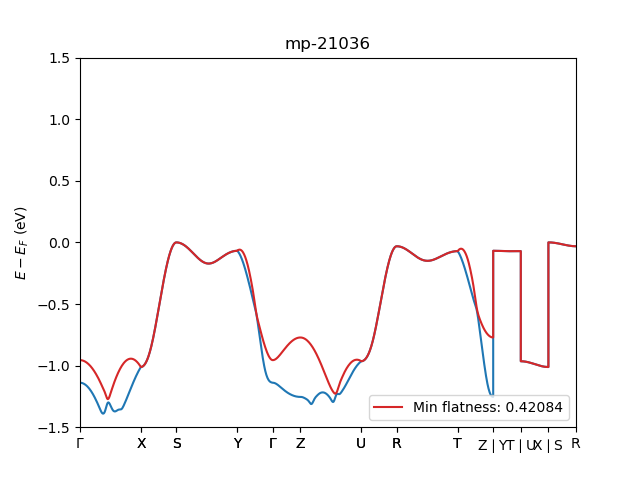 mp-21036
1.5
1.0
0.5
0.0
−0.5
−1.0
−1.5
E − E_F (eV)
Min flatness: 0.42084
Γ X S Y Γ Z U R T Z | YT | UX | S R